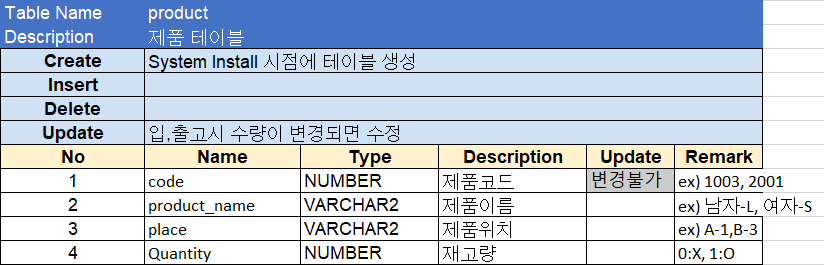 Table Name product
Description 제품 테이블
Create System Install 시점에 테이블 생성
Insert
Delete
Update 입,출고시 수량이 변경되면 수정
No Name Type Description Update Remark
1 code NUMBER 제품코드 변경불가 ex) 1003, 2001
2 product_name VARCHAR2 제품이름 ex) 남자-L, 여자-S
3 place VARCHAR2 제품위치 ex) A-1,B-3
4 Quantity NUMBER 재고량 0:X, 1:O